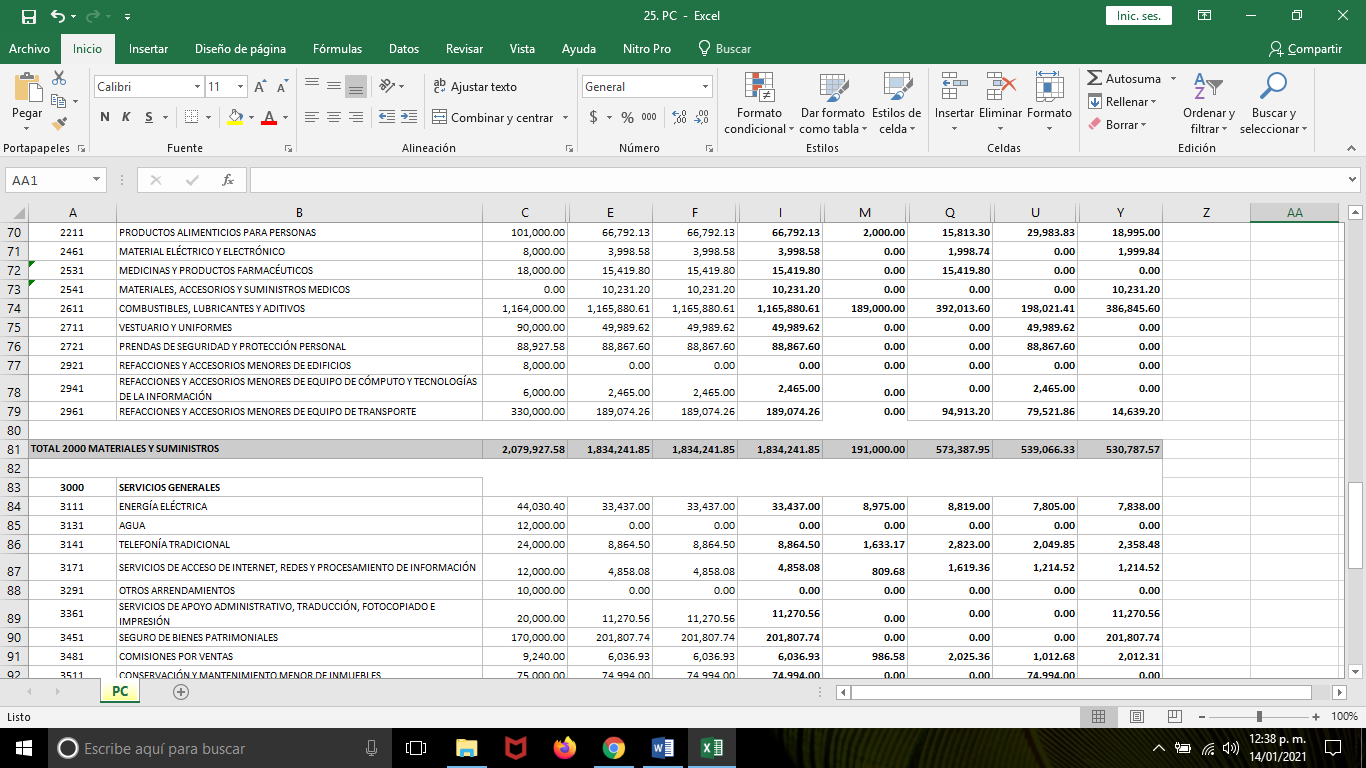 25. PC - Excel
Inic. ses.
Archivo Inicio Insertar Diseño de página Fórmulas Datos Revisar Vista Ayuda Nitro Pro Buscar Compartir
Pegar
Portapapeles
Calibri 11
N K S
Fuente
Ajustar texto
Combinar y centrar
Alineación
General
$ % 000
Número
Formato condicional
Dar formato como tabla
Estilos de celda
Estilos
Insertar Eliminar Formato
Celdas
Autosuma
Rellenar
Borrar
Ordenar y filtrar
Buscar y seleccionar
Edición
AA1 fx
A B C E F I M Q U Y Z AA
70 2211 PRODUCTOS ALIMENTICIOS PARA PERSONAS 101,000.00 66,792.13 66,792.13 66,792.13 2,000.00 15,813.30 29,983.83 18,995.00
71 2461 MATERIAL ELÉCTRICO Y ELECTRÓNICO 8,000.00 3,998.58 3,998.58 3,998.58 0.00 1,998.74 0.00 1,999.84
72 2531 MEDICINAS Y PRODUCTOS FARMACÉUTICOS 18,000.00 15,419.80 15,419.80 15,419.80 0.00 15,419.80 0.00 0.00
73 2541 MATERIALES, ACCESORIOS Y SUMINISTROS MEDICOS 0.00 10,231.20 10,231.20 10,231.20 0.00 0.00 0.00 10,231.20
74 2611 COMBUSTIBLES, LUBRICANTES Y ADITIVOS 1,164,000.00 1,165,880.61 1,165,880.61 1,165,880.61 189,000.00 392,013.60 198,021.41 386,845.60
75 2711 VESTUARIO Y UNIFORMES 90,000.00 49,989.62 49,989.62 49,989.62 0.00 0.00 49,989.62 0.00
76 2721 PRENDAS DE SEGURIDAD Y PROTECCIÓN PERSONAL 88,927.58 88,867.60 88,867.60 88,867.60 0.00 0.00 88,867.60 0.00
77 2921 REFACCIONES Y ACCESORIOS MENORES DE EDIFICIOS 8,000.00 0.00 0.00 0.00 0.00 0.00 0.00 0.00
78 2941 REFACCIONES Y ACCESORIOS MENORES DE EQUIPO DE CÓMPUTO Y TECNOLOGÍAS
DE LA INFORMACIÓN 6,000.00 2,465.00 2,465.00 2,465.00 0.00 0.00 2,465.00 0.00
79 2961 REFACCIONES Y ACCESORIOS MENORES DE EQUIPO DE TRANSPORTE 330,000.00 189,074.26 189,074.26 189,074.26 0.00 94,913.20 79,521.86 14,639.20
80
81 TOTAL 2000 MATERIALES Y SUMINISTROS 2,079,927.58 1,834,241.85 1,834,241.85 1,834,241.85 191,000.00 573,387.95 539,066.33 530,787.57
82
83 3000 SERVICIOS GENERALES
84 3111 ENERGÍA ELÉCTRICA 44,030.40 33,437.00 33,437.00 33,437.00 8,975.00 8,819.00 7,805.00 7,838.00
85 3131 AGUA 12,000.00 0.00 0.00 0.00 0.00 0.00 0.00 0.00
86 3141 TELEFONÍA TRADICIONAL 24,000.00 8,864.50 8,864.50 8,864.50 1,633.17 2,823.00 2,049.85 2,358.48
87 3171 SERVICIOS DE ACCESO DE INTERNET, REDES Y PROCESAMIENTO DE INFORMACIÓN 12,000.00 4,858.08 4,858.08 4,858.08 809.68 1,619.36 1,214.52 1,214.52
88 3291 OTROS ARRENDAMIENTOS 10,000.00 0.00 0.00 0.00 0.00 0.00 0.00 0.00
89 3361 SERVICIOS DE APOYO ADMINISTRATIVO, TRADUCCIÓN, FOTOCOPIADO E
IMPRESIÓN 20,000.00 11,270.56 11,270.56 11,270.56 0.00 0.00 0.00 11,270.56
90 3451 SEGURO DE BIENES PATRIMONIALES 170,000.00 201,807.74 201,807.74 201,807.74 0.00 0.00 0.00 201,807.74
91 3481 COMISIONES POR VENTAS 9,240.00 6,036.93 6,036.93 6,036.93 986.58 2,025.36 1,012.68 2,012.31
92 3511 CONSERVACIÓN Y MANTENIMIENTO MENOR DE INMUEBLES 75,000.00 74,994.00 74,994.00 74,994.00 0.00 0.00 74,994.00 0.00
PC
Listo 100%
Escribe aquí para buscar
12:38 p. m.
14/01/2021